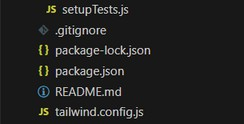 JS setupTests.js
.gitignore
{} package-lock.json
{} package.json
README.md
JS tailwind.config.js